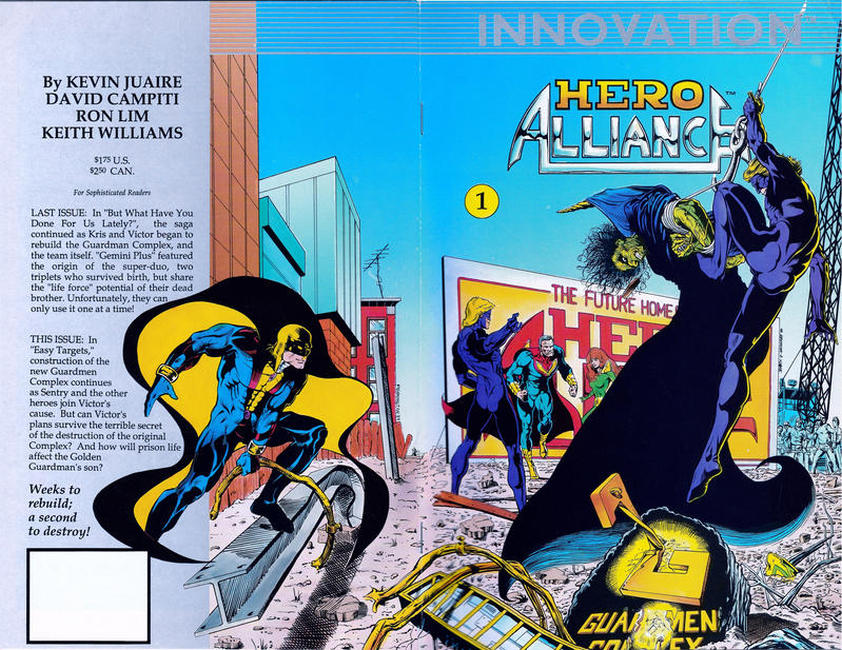 By KEVIN JUAIRE
DAVID CAMPITI
RON LIM
KEITH WILLIAMS
$1.75 U.S.
$2.50 CAN.
For Sophisticated Readers
LAST ISSUE: In "But What Have You
Done For Us Lately?", the saga
continued as Kris and Victor began to
rebuild the Guardman Complex, and
the team itself. "Gemini Plus" featured
the origin of the super-duo, two
triplets who survived birth, but share
the "life force" potential of their dead
brother. Unfortunately, they can
only use it one at a time!
THIS ISSUE: In
"Easy Targets,"
construction of the
new Guardmen
Complex continues
as Sentry and the other
heroes join Victor's
cause. But can Victor's
plans survive the terrible secret
of the destruction of the original
Complex? And how will prison life
affect the Golden
Guardman's son?
Weeks to
rebuild;
a second
to destroy!
INNOVATION
HERO
ALLIANCE™
1
THE FUTURE HOME
HER
G
GUARDMEN
COMPLEX